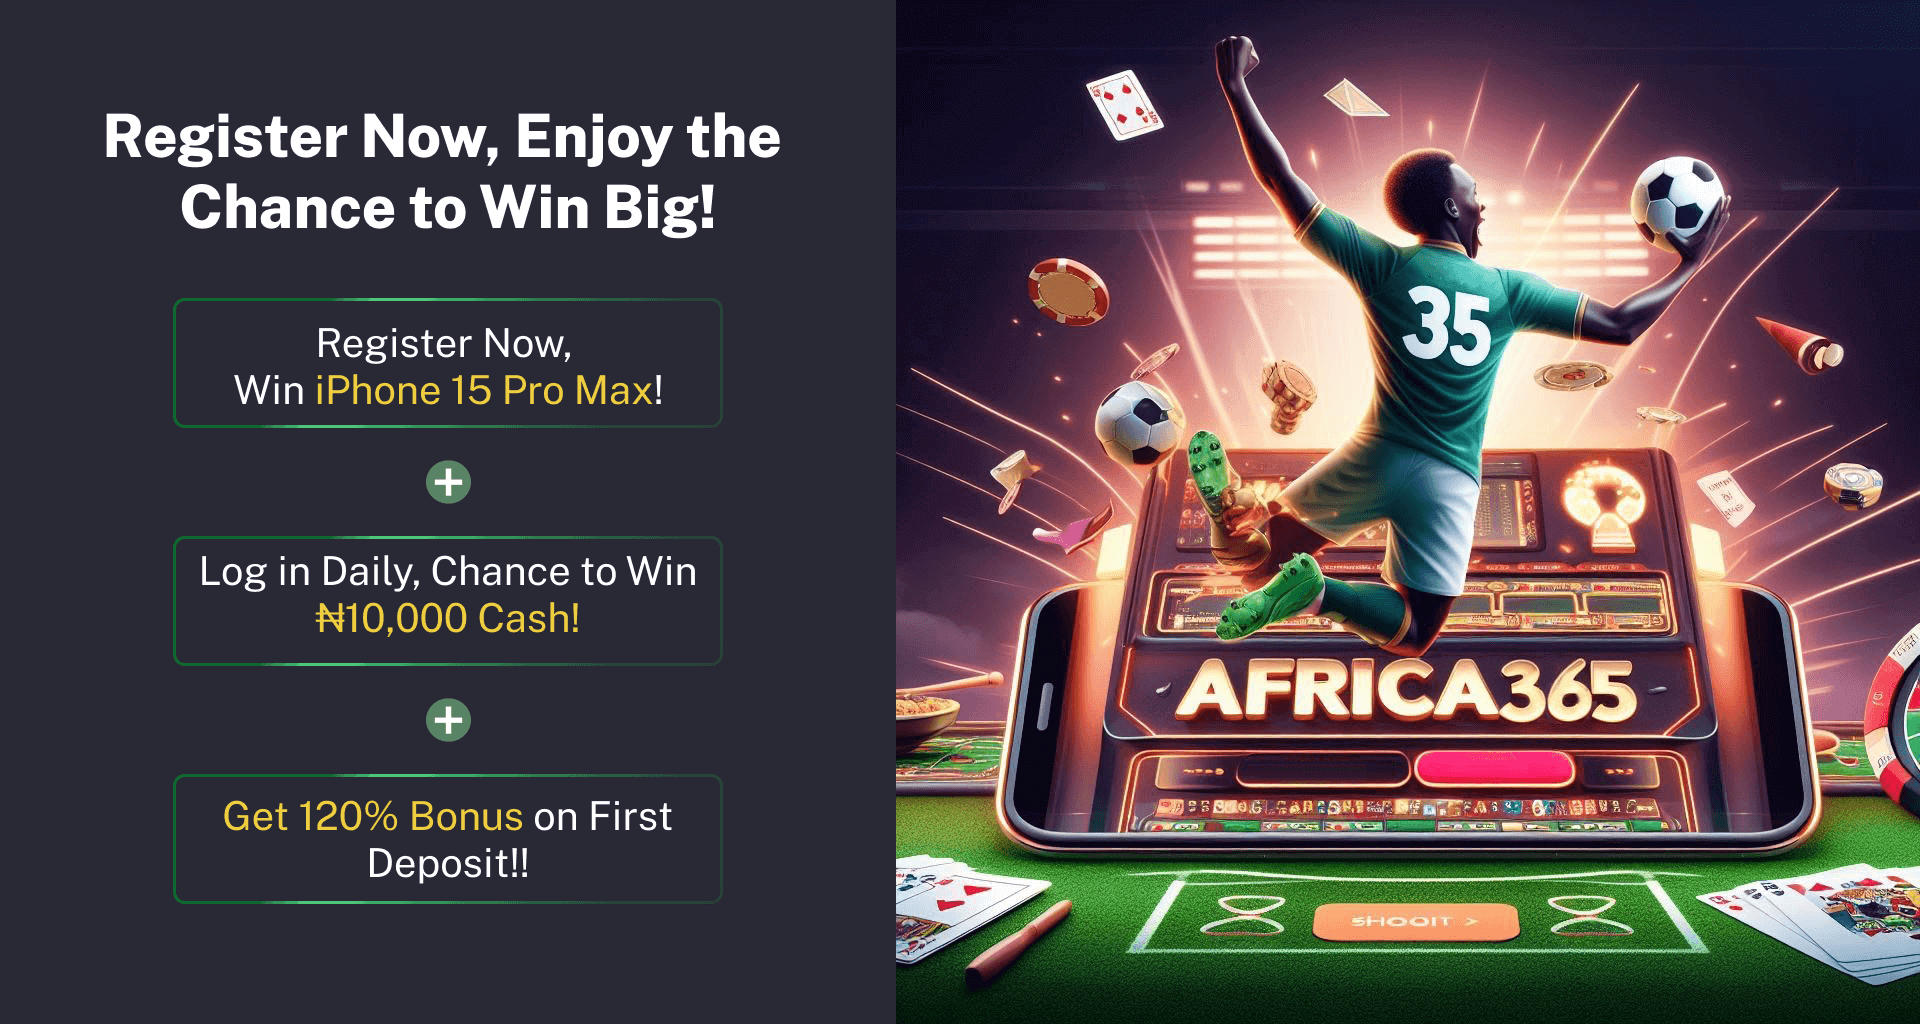 Register Now, Enjoy the
Chance to Win Big!
Register Now,
Win iPhone 15 Pro Max!
Log in Daily, Chance to Win
₦10,000 Cash!
Get 120% Bonus on First
Deposit!!
35
AFRICA365
SHOOIT >